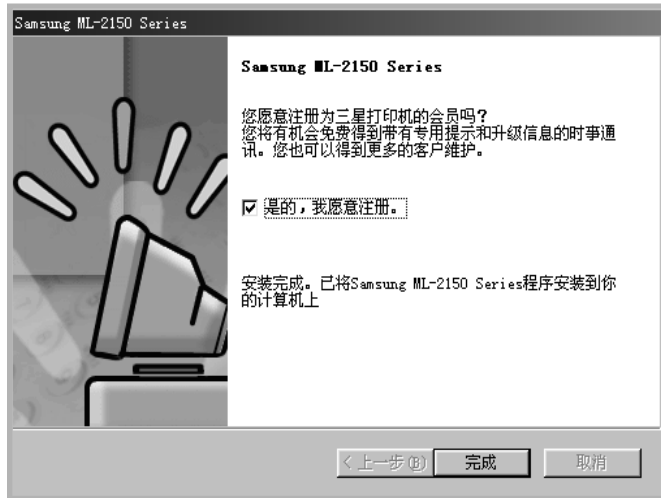 Samsung ML-2150 Series
Samsung ML-2150 Series
您愿意注册为三星打印机的会员吗?
您将有机会免费得到带有专用提示和升级信息的时事通
讯。您也可以得到更多的客户维护。
是的，我愿意注册。
安装完成。已将Samsung ML-2150 Series程序安装到你
的计算机上
< 上一步(B)
完成
取消